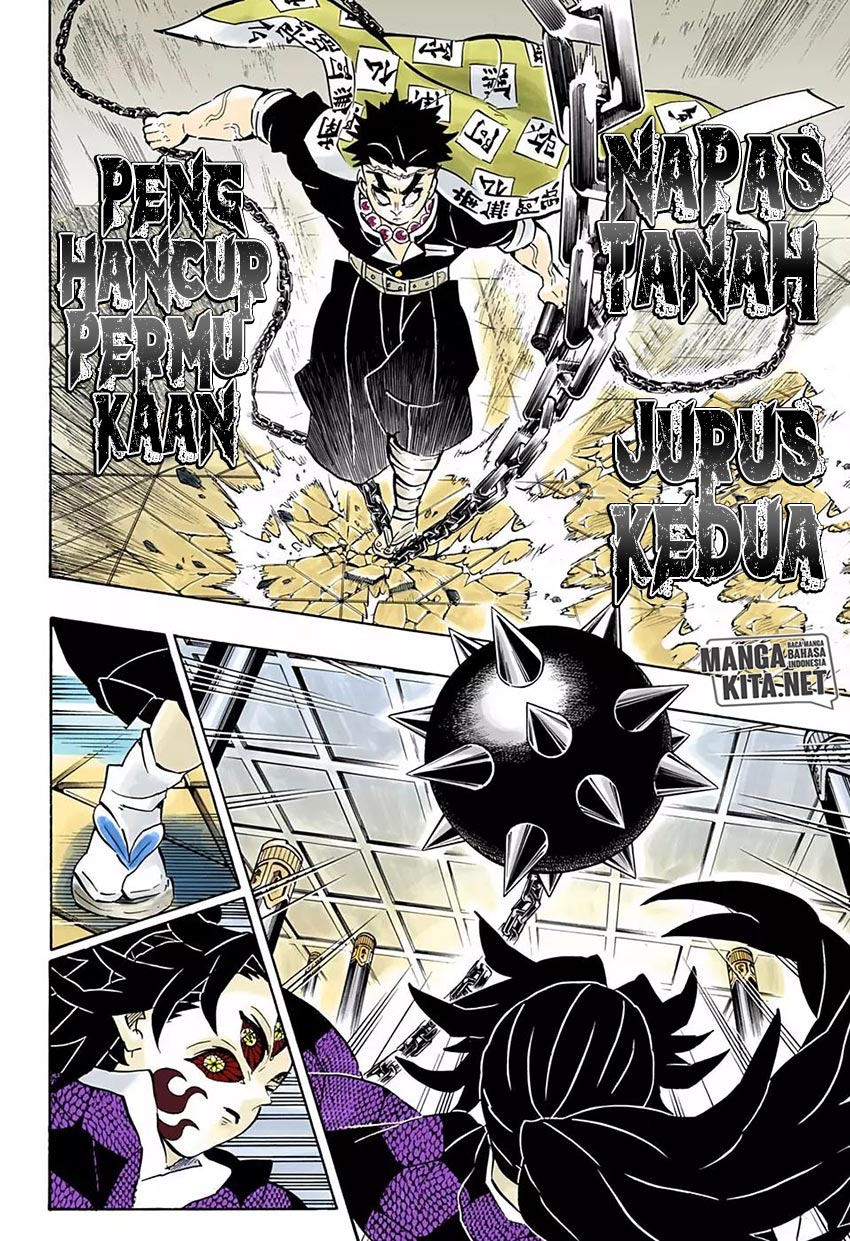 NAPAS
TANAH
JURUS
KEDUA
PENG
HANCUR
PERMU
KAAN
MANGA
KITA.NET
BACA MANGA
BAHASA
INDONESIA